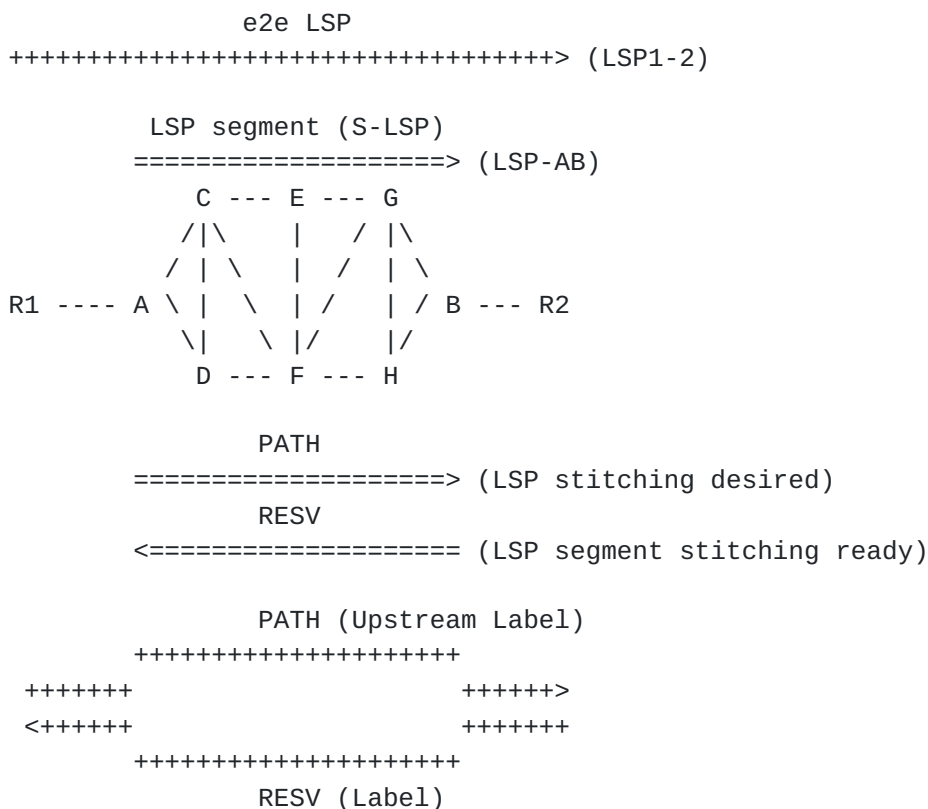 e2e LSP
++++++++++++++++++++++++++++++++++> (LSP1-2)

         LSP segment (S-LSP)
        ====================> (LSP-AB)
            C --- E --- G
           /|\    |   / |\
          / | \   |  /  | \
R1 ---- A \ |  \  | /   | / B --- R2
           \|   \ |/    |/
            D --- F --- H

                PATH
        ====================> (LSP stitching desired)
                RESV
        <==================== (LSP segment stitching ready)

                PATH (Upstream Label)
        +++++++++++++++++++++
 +++++++                     ++++++>
 <++++++                     +++++++
        +++++++++++++++++++++
                RESV (Label)